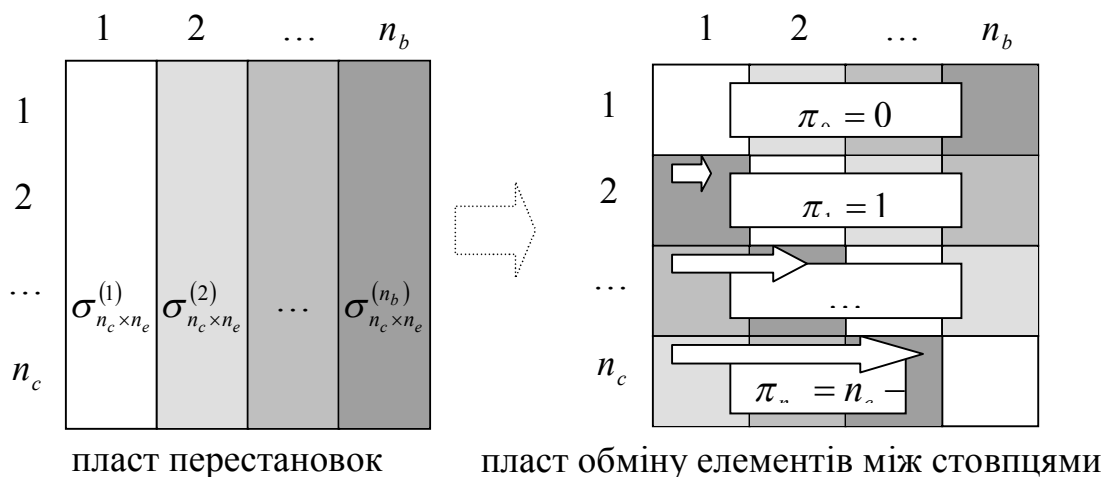 1 2 … n_b
1
2
…
n_c
σ^{(1)}_{n_c×n_e} σ^{(2)}_{n_c×n_e} … σ^{(n_b)}_{n_c×n_e}
пласт перестановок
1 2 … n_b
1
2
…
n_c
π = 0
π = 1
…
π = n −
пласт обміну елементів між стовпцями